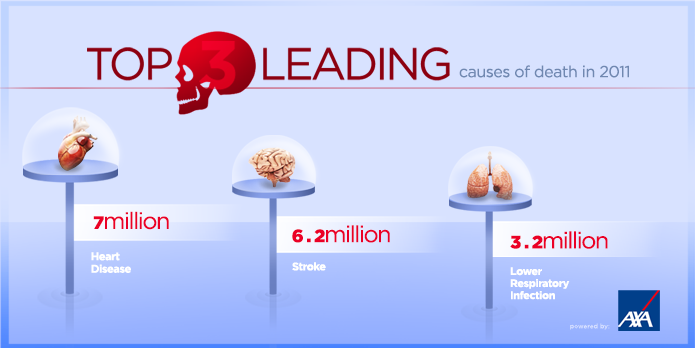 TOP 3 LEADING causes of death in 2011
7million
Heart
Disease
6.2million
Stroke
3.2million
Lower
Respiratory
Infection
powered by:
AXA